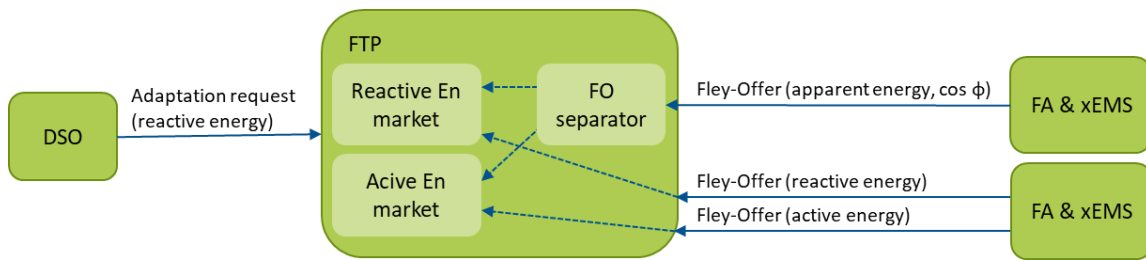 FTP
DSO
Adaptation request
(reactive energy)
Reactive En
market
FO
separator
Acive En
market
Fley-Offer (apparent energy, cos ϕ)
FA & xEMS
Fley-Offer (reactive energy)
Fley-Offer (active energy)
FA & xEMS